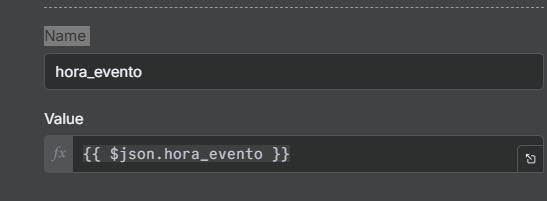 Name
hora_evento
Value
fx {{ $json.hora_evento }}